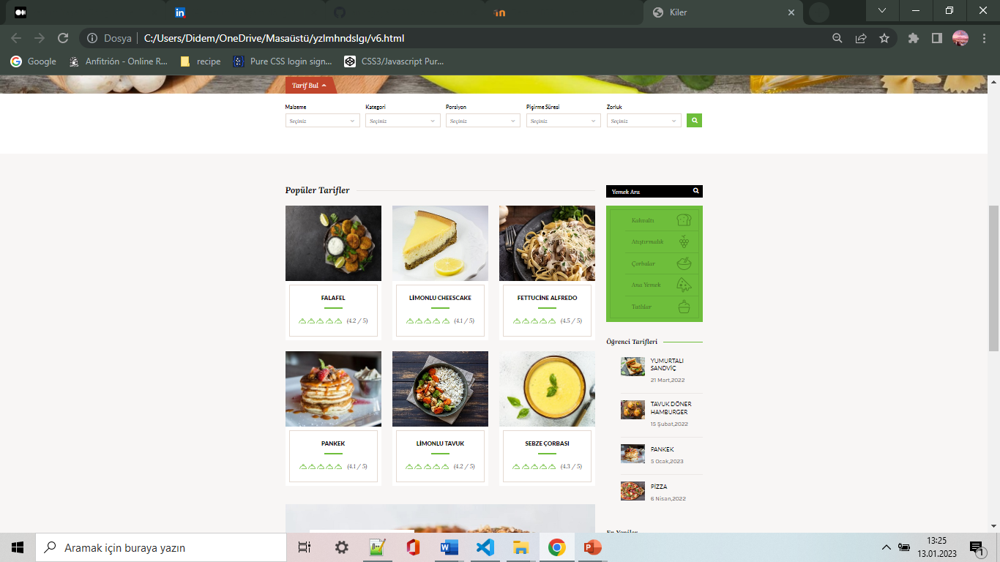 Kiler
Dosya | C:/Users/Didem/OneDrive/Masaüstü/yzlmhndslgı/v6.html
Google
Anfitrión - Online R...
recipe
Pure CSS login sign...
CSS3/Javascript Pur...
Tarif Bul
Malzeme Kategori Porsiyon Pişirme Süresi Zorluk
Seçiniz Seçiniz Seçiniz Seçiniz Seçiniz
Popüler Tarifler
FALAFEL LİMONLU CHEESCAKE FETTUCİNE ALFREDO
(4.2 / 5) (4.1 / 5) (4.5 / 5)
PANKEK LİMONLU TAVUK SEBZE ÇORBASI
(4.1 / 5) (4.2 / 5) (4.3 / 5)
Yemek Ara
Kahvaltı
Atıştırmalık
Çorbalar
Ana Yemek
Tatlılar
Öğrenci Tarifleri
YUMURTALI
SANDVİÇ
21 Mart,2022
TAVUK DÖNER
HAMBURGER
15 Şubat,2022
PANKEK
5 Ocak,2023
PİZZA
6 Nisan,2022
En Yeniler
Aramak için buraya yazın
13:25
13.01.2023
1